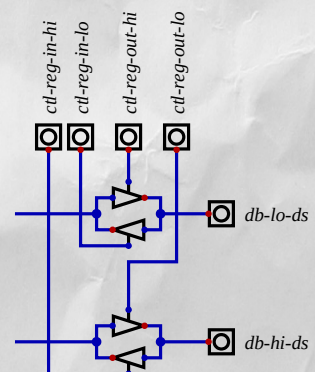 ctl-reg-in-hi
ctl-reg-in-lo
ctl-reg-out-hi
ctl-reg-out-lo
db-lo-ds
db-hi-ds